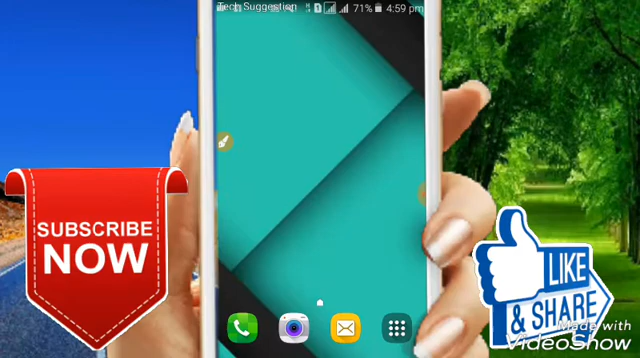 Tech Suggestion
71% 4:59 pm
SUBSCRIBE
NOW
LIKE
& SHARE
Made with
VideoShow